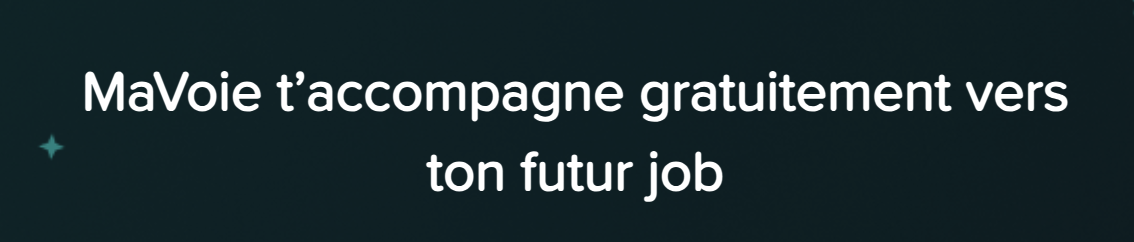 MaVoie t’accompagne gratuitement vers
ton futur job